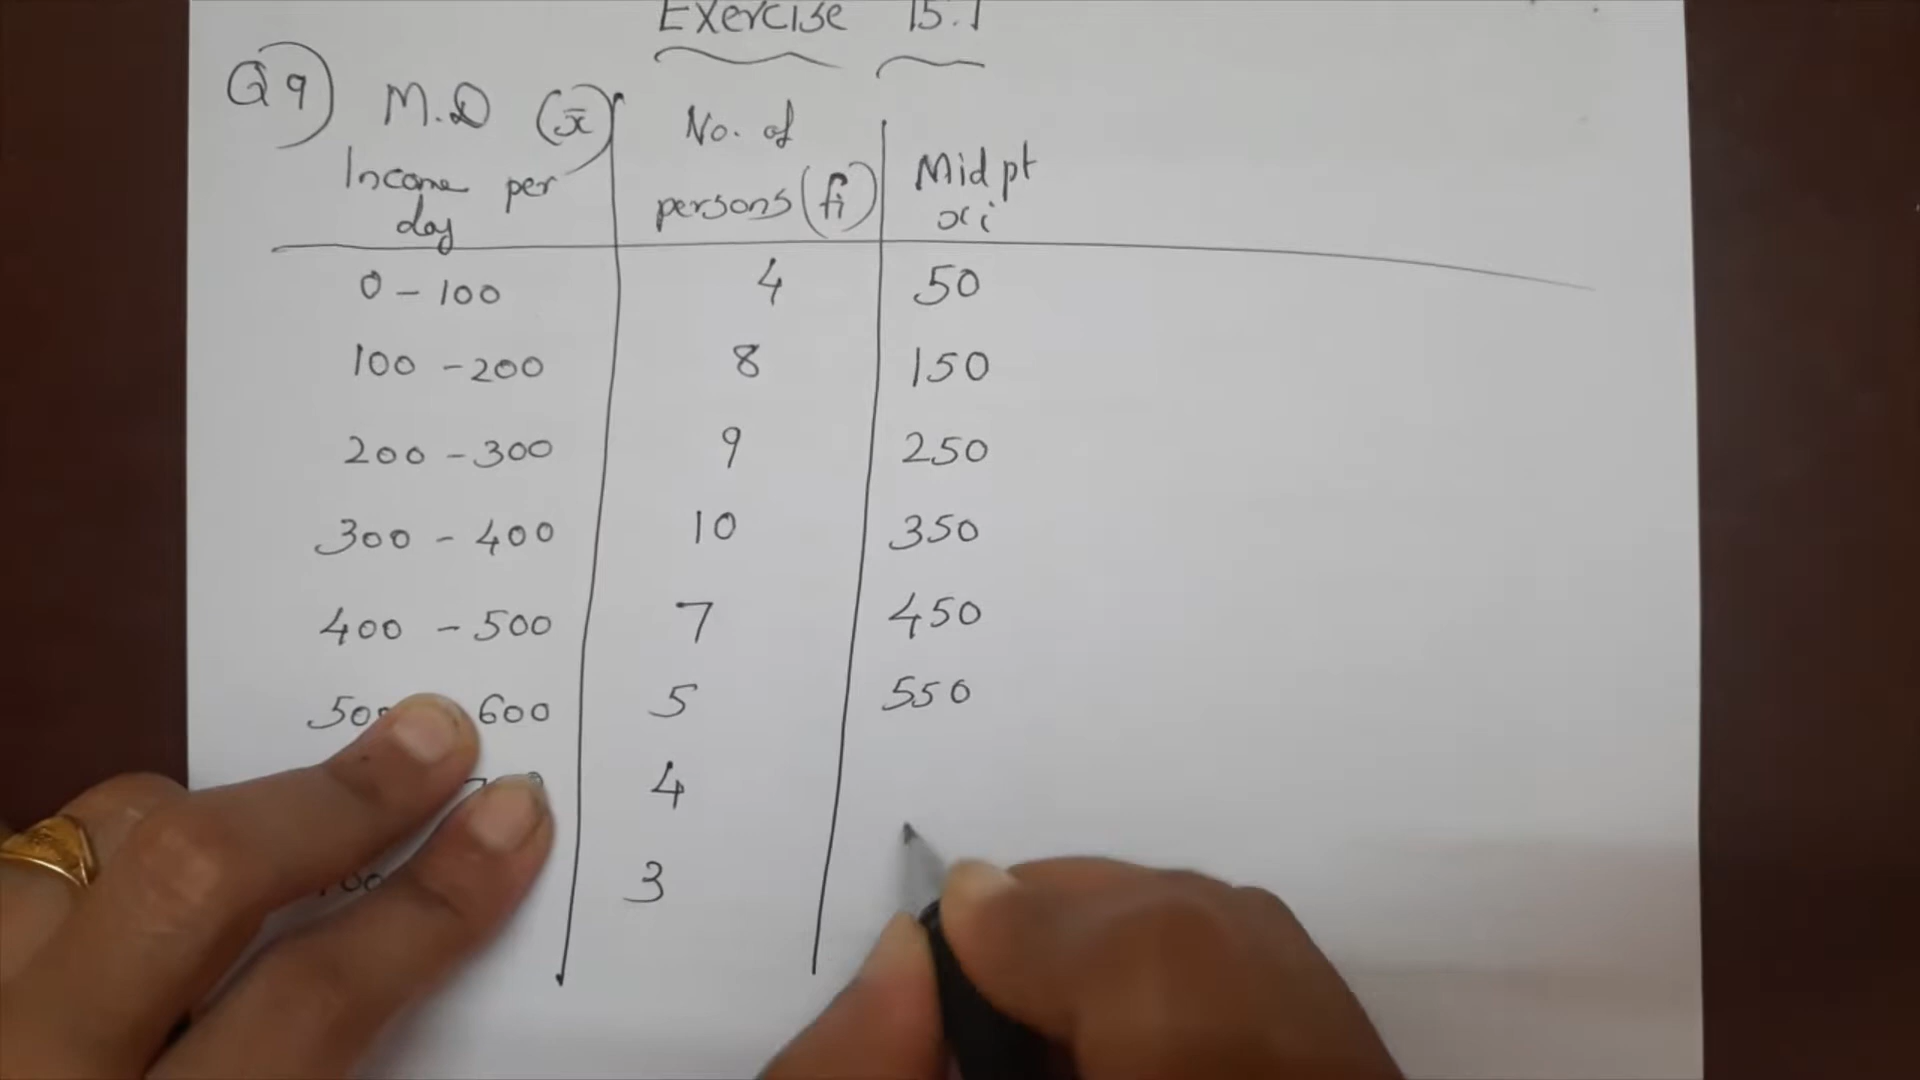 Exercise 15.1
Q9) M.D (x̄)
Income per day | No. of persons (fi) | Mid pt xi
0 - 100 4 50
100 - 200 8 150
200 - 300 9 250
300 - 400 10 350
400 - 500 7 450
500 600 5 550
4
3